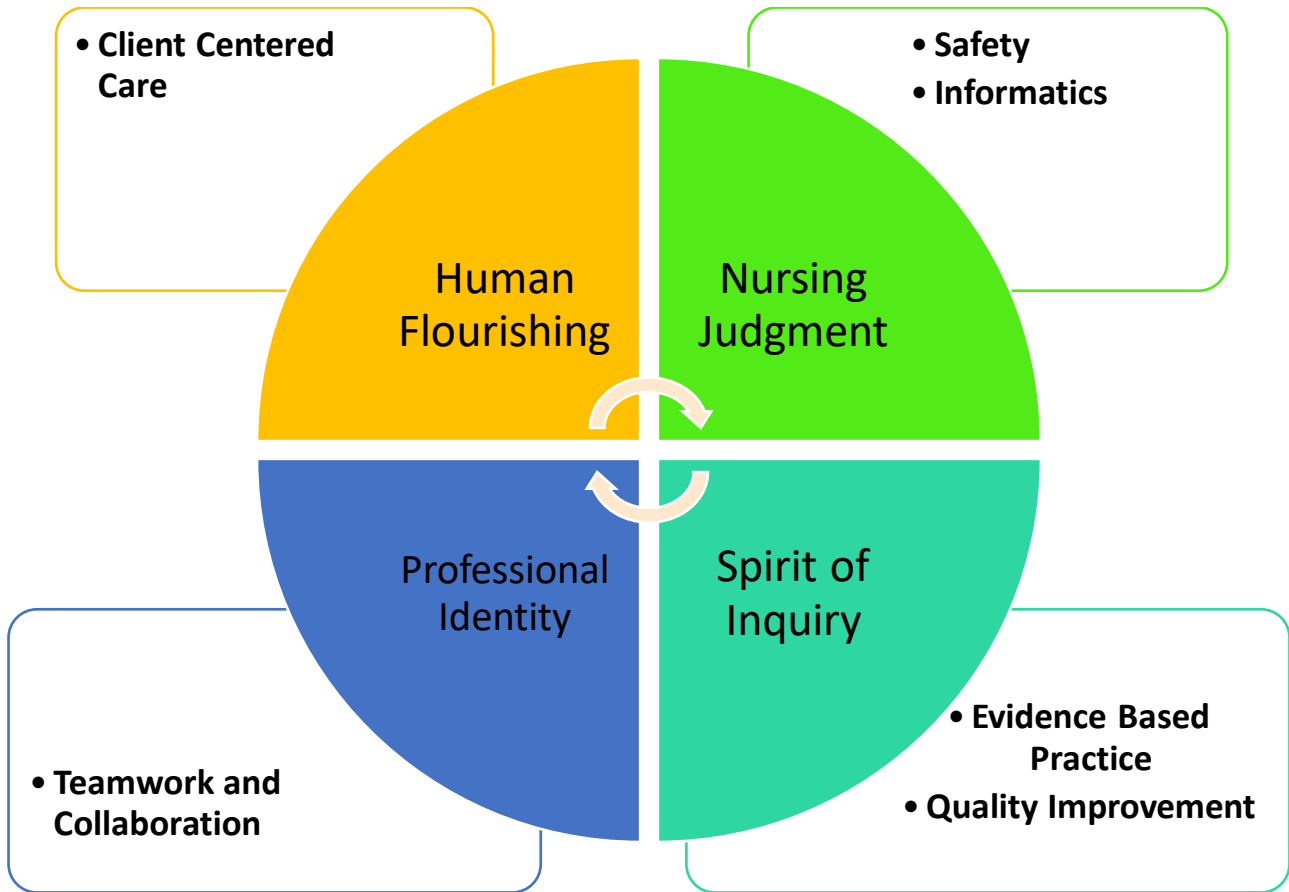 • Client Centered
Care
• Safety
• Informatics
Human
Flourishing
Nursing
Judgment
Professional
Identity
Spirit of
Inquiry
• Teamwork and
Collaboration
• Evidence Based
Practice
• Quality Improvement